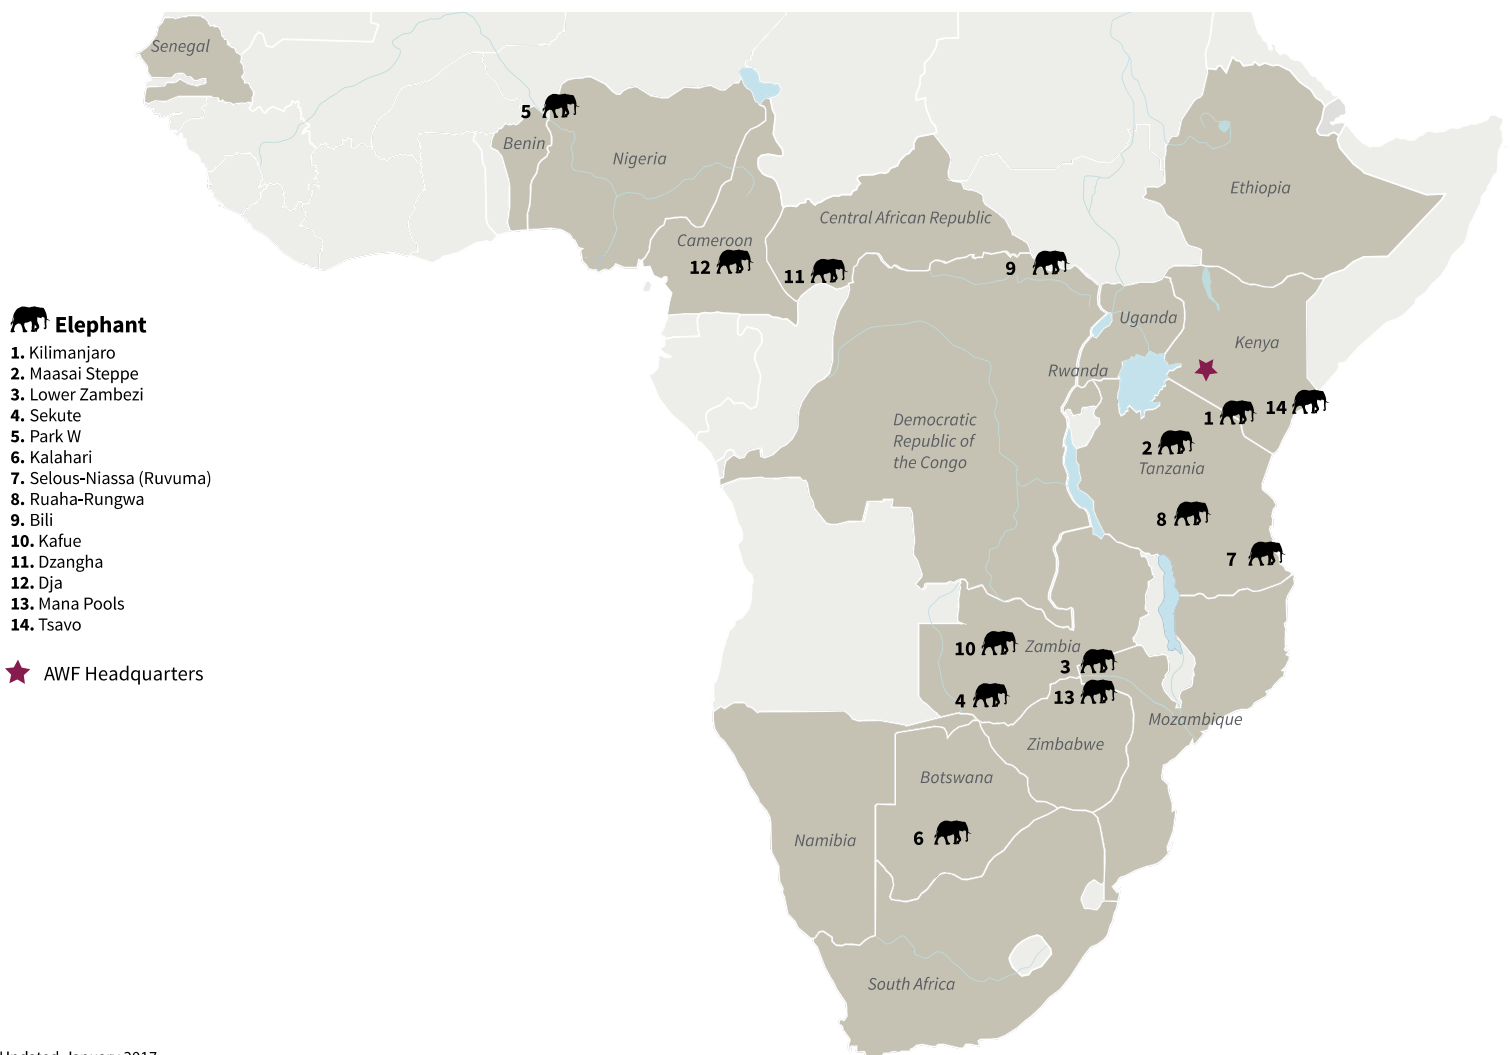 Senegal
5
Benin
Nigeria
Ethiopia
Central African Republic
Cameroon
12
11
9
Uganda
Kenya
Rwanda
1
14
2
Tanzania
Democratic
Republic of
the Congo
8
7
Elephant
1. Kilimanjaro
2. Maasai Steppe
3. Lower Zambezi
4. Sekute
5. Park W
6. Kalahari
7. Selous-Niassa (Ruvuma)
8. Ruaha-Rungwa
9. Bili
10. Kafue
11. Dzangha
12. Dja
13. Mana Pools
14. Tsavo
AWF Headquarters
10
Zambia
3
4
13
Mozambique
Zimbabwe
Botswana
6
Namibia
South Africa
Updated January 2017